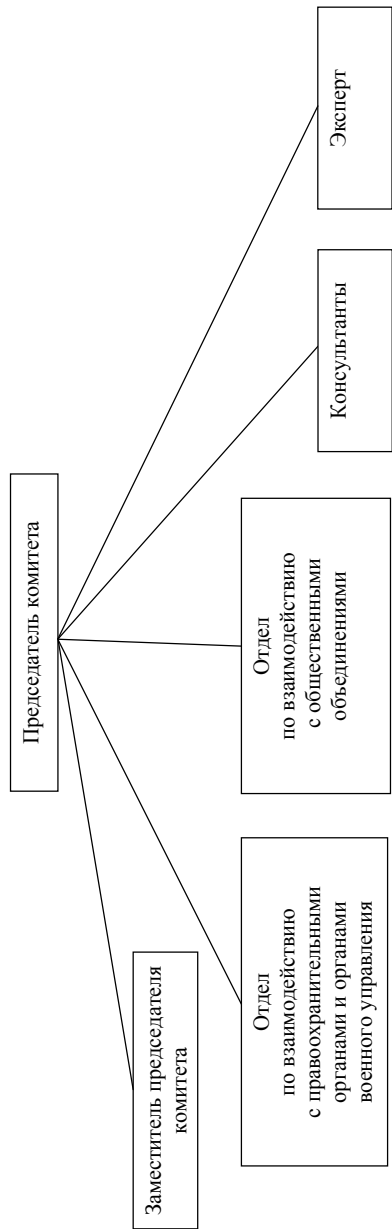 Председатель комитета
Заместитель председателя
комитета
Отдел
по взаимодействию
с правоохранительными
органами и органами
военного управления
Отдел
по взаимодействию
с общественными
объединениями
Консультанты
Эксперт